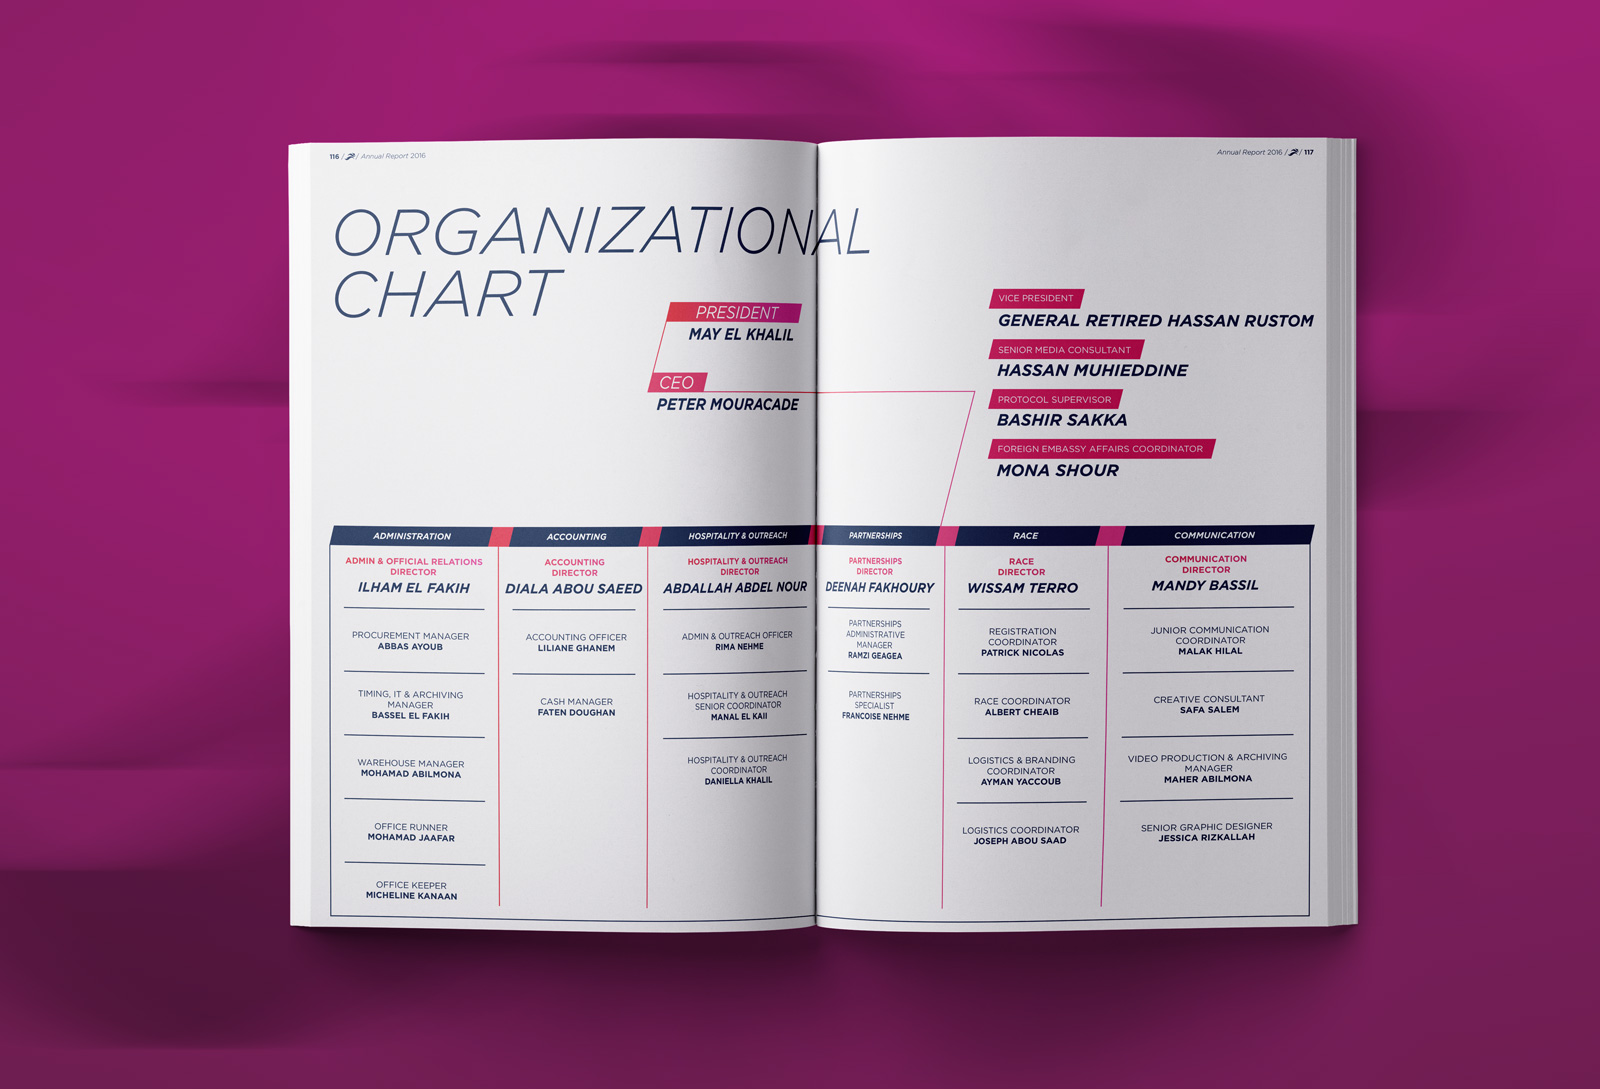 116 / / Annual Report 2016
Annual Report 2016 / / 117
ORGANIZATIONAL
CHART
PRESIDENT
MAY EL KHALIL
CEO
PETER MOURACADE
VICE PRESIDENT
GENERAL RETIRED HASSAN RUSTOM
SENIOR MEDIA CONSULTANT
HASSAN MUHIEDDINE
PROTOCOL SUPERVISOR
BASHIR SAKKA
FOREIGN EMBASSY AFFAIRS COORDINATOR
MONA SHOUR
ADMINISTRATION
ADMIN & OFFICIAL RELATIONS
DIRECTOR
ILHAM EL FAKIH
PROCUREMENT MANAGER
ABBAS AYOUB
TIMING, IT & ARCHIVING
MANAGER
BASSEL EL FAKIH
WAREHOUSE MANAGER
MOHAMAD ABILMONA
OFFICE RUNNER
MOHAMAD JAAFAR
OFFICE KEEPER
MICHELINE KANAAN
ACCOUNTING
ACCOUNTING
DIRECTOR
DIALA ABOU SAEED
ACCOUNTING OFFICER
LILIANE GHANEM
CASH MANAGER
FATEN DOUGHAN
HOSPITALITY & OUTREACH
HOSPITALITY & OUTREACH
DIRECTOR
ABDALLAH ABDEL NOUR
ADMIN & OUTREACH OFFICER
RIMA NEHME
HOSPITALITY & OUTREACH
SENIOR COORDINATOR
MANAL EL KAII
HOSPITALITY & OUTREACH
COORDINATOR
DANIELLA KHALIL
PARTNERSHIPS
PARTNERSHIPS
DIRECTOR
DEENAH FAKHOURY
PARTNERSHIPS
ADMINISTRATIVE
MANAGER
RAMZI GEAGEA
PARTNERSHIPS
SPECIALIST
FRANCOISE NEHME
RACE
RACE
DIRECTOR
WISSAM TERRO
REGISTRATION
COORDINATOR
PATRICK NICOLAS
RACE COORDINATOR
ALBERT CHEAIB
LOGISTICS & BRANDING
COORDINATOR
AYMAN YACCOUB
LOGISTICS COORDINATOR
JOSEPH ABOU SAAD
COMMUNICATION
COMMUNICATION
DIRECTOR
MANDY BASSIL
JUNIOR COMMUNICATION
COORDINATOR
MALAK HILAL
CREATIVE CONSULTANT
SAFA SALEM
VIDEO PRODUCTION & ARCHIVING
MANAGER
MAHER ABILMONA
SENIOR GRAPHIC DESIGNER
JESSICA RIZKALLAH